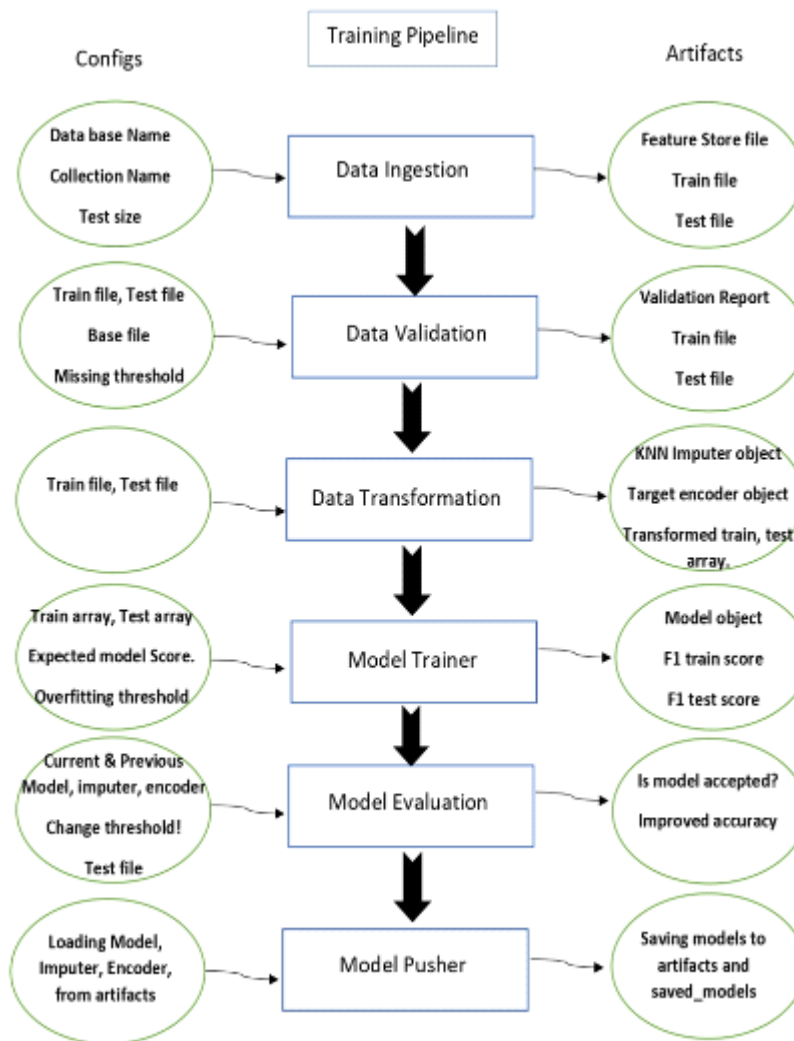 Training Pipeline
Configs
Artifacts
Data base Name
Collection Name
Test size
Data Ingestion
Feature Store file
Train file
Test file
Train file, Test file
Base file
Missing threshold
Data Validation
Validation Report
Train file
Test file
Train file, Test file
Data Transformation
KNN Imputer object
Target encoder object
Transformed train, test
array.
Train array, Test array
Expected model Score.
Overfitting threshold
Model Trainer
Model object
F1 train score
F1 test score
Current & Previous
Model, imputer, encoder
Change threshold!
Test file
Model Evaluation
Is model accepted?
Improved accuracy
Loading Model,
Imputer, Encoder,
from artifacts
Model Pusher
Saving models to
artifacts and
saved_models